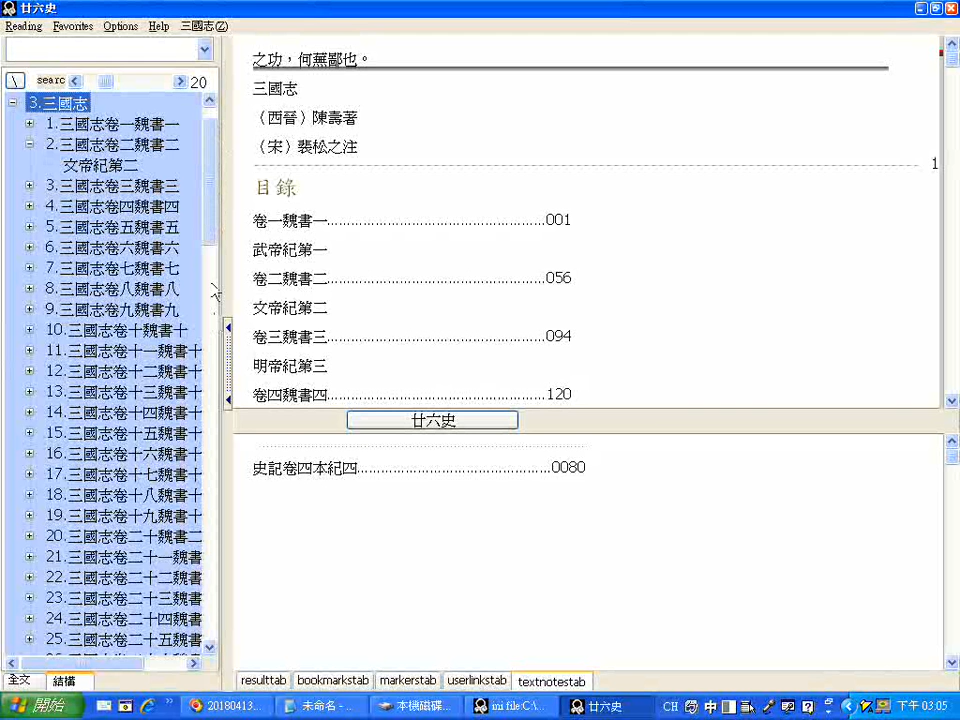 廿六史
Reading Favorites Options Help 三國志(Z)
\ searc 20
3.三國志
1.三國志卷一魏書一
2.三國志卷二魏書二
文帝紀第二
3.三國志卷三魏書三
4.三國志卷四魏書四
5.三國志卷五魏書五
6.三國志卷六魏書六
7.三國志卷七魏書七
8.三國志卷八魏書八
9.三國志卷九魏書九
10.三國志卷十魏書十
11.三國志卷十一魏書十
12.三國志卷十二魏書十
13.三國志卷十三魏書十
14.三國志卷十四魏書十
15.三國志卷十五魏書十
16.三國志卷十六魏書十
17.三國志卷十七魏書十
18.三國志卷十八魏書十
19.三國志卷十九魏書十
20.三國志卷二十魏書二
21.三國志卷二十一魏書
22.三國志卷二十二魏書
23.三國志卷二十三魏書
24.三國志卷二十四魏書
25.三國志卷二十五魏書
全文 結構
之功，何蕪鄙也。
三國志
（西晉）陳壽著
（宋）裴松之注
1
目錄
卷一魏書一......................................................001
武帝紀第一
卷二魏書二......................................................056
文帝紀第二
卷三魏書三......................................................094
明帝紀第三
卷四魏書四......................................................120
廿六史
史記卷四本紀四................................................0080
resulttab bookmarkstab markerstab userlinkstab textnotestab
開始 20180413... 未命名 - ... 本機磁碟... ini file:C:\... 廿六史 CH 中 下午 03:05